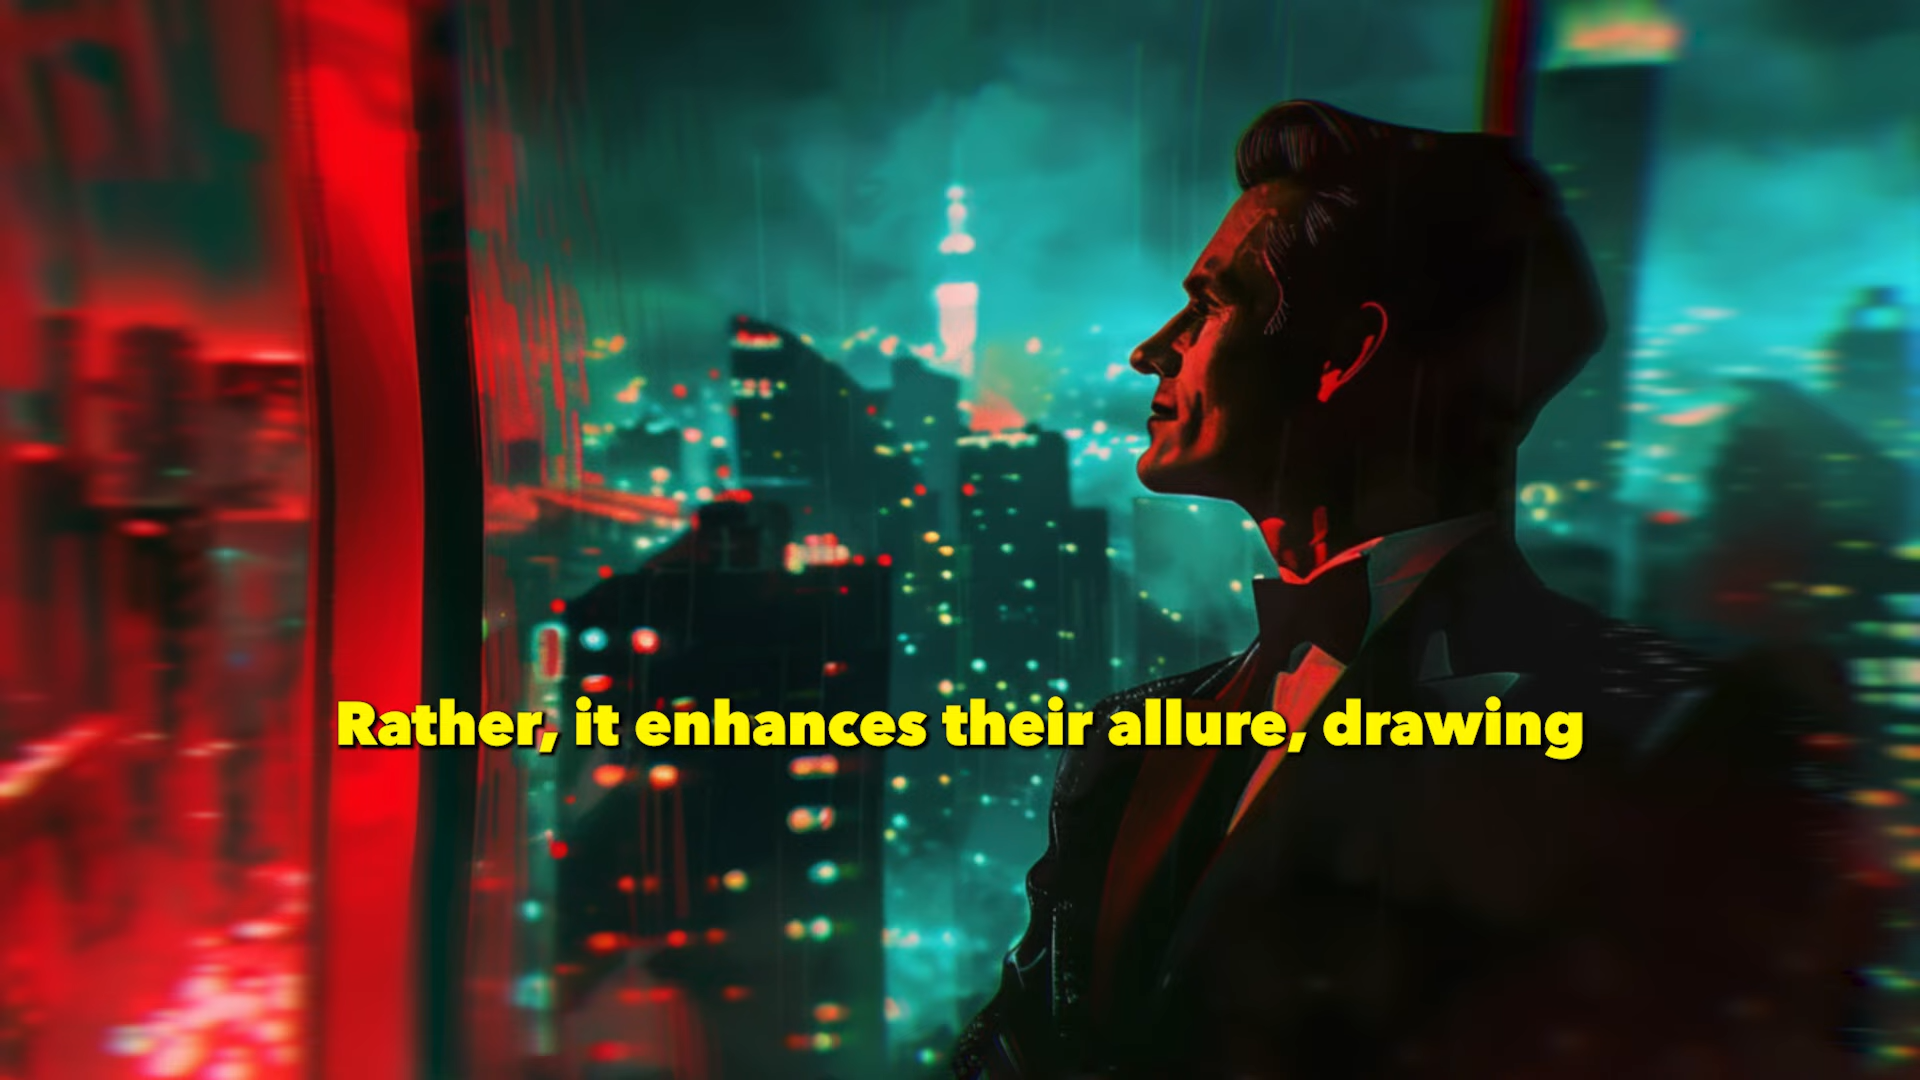 Rather, it enhances their allure, drawing